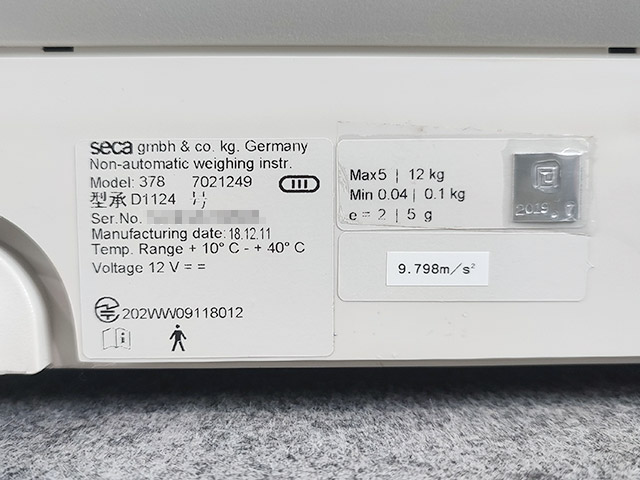 seca gmbh & co. kg. Germany
Non-automatic weighing instr.
Model: 378 7021249 III
型承 D1124 号
Ser.No.
Manufacturing date: 18.12.11
Temp. Range + 10° C - + 40° C
Voltage 12 V = =
202WW09118012
i
Max5 | 12 kg
Min 0.04 | 0.1 kg
e = 2 | 5 g
9.798m/s²